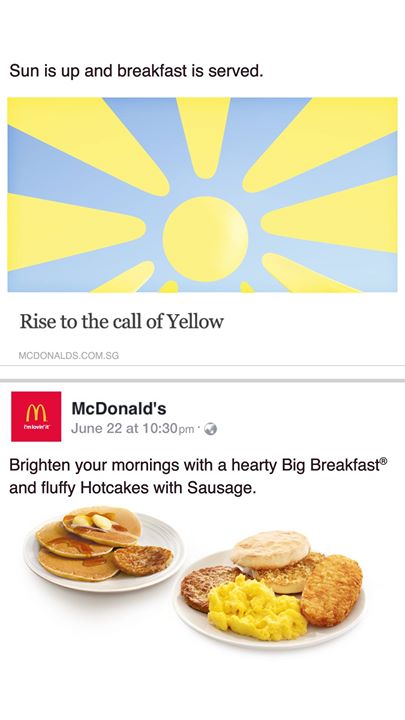 Sun is up and breakfast is served.
Rise to the call of Yellow
MCDONALDS.COM.SG
i'm lovin' it
McDonald's
June 22 at 10:30pm ·
Brighten your mornings with a hearty Big Breakfast®
and fluffy Hotcakes with Sausage.